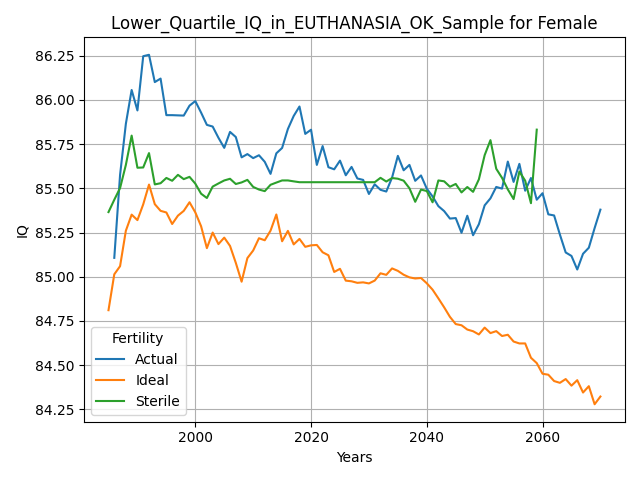 Lower_Quartile_IQ_in_EUTHANASIA_OK_Sample for Female
86.25
86.00
85.75
85.50
85.25
85.00
84.75
84.50
84.25
IQ
Fertility
Actual
Ideal
Sterile
2000
2020
2040
2060
Years